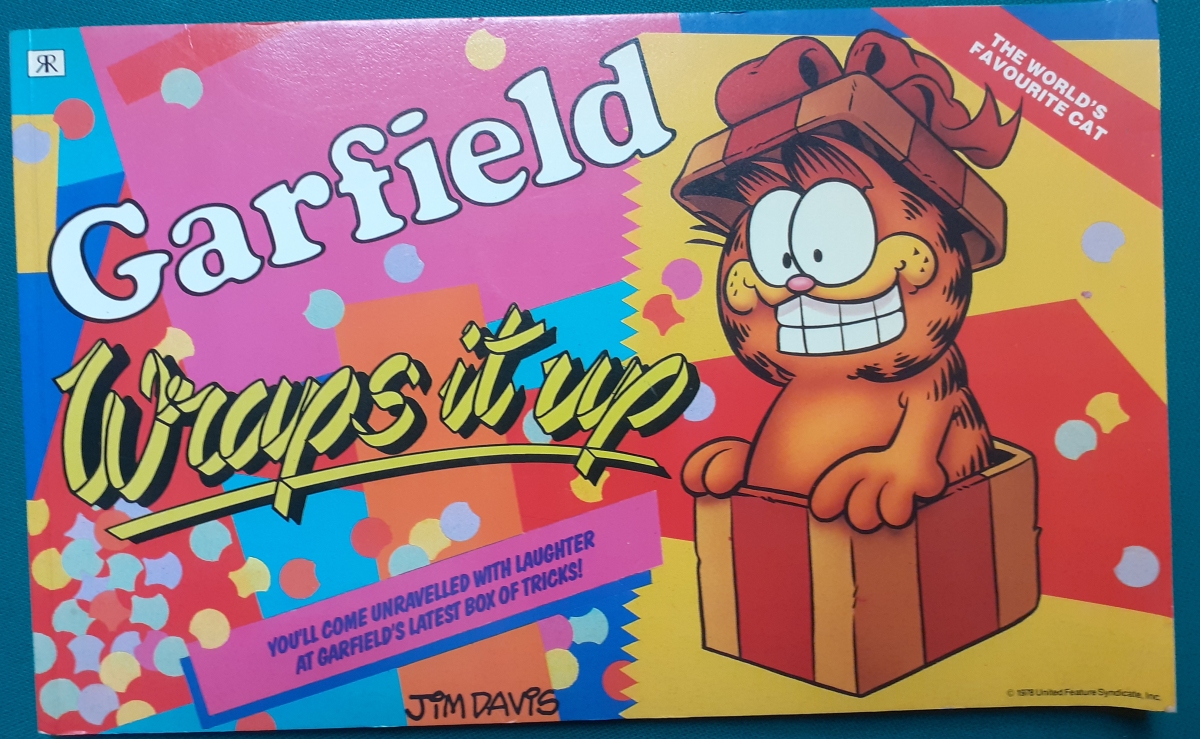 THE WORLD'S
FAVOURITE CAT
Garfield
Wraps it up
YOU'LL COME UNRAVELLED WITH LAUGHTER
AT GARFIELD'S LATEST BOX OF TRICKS!
JIM DAVIS
© 1978 United Feature Syndicate, Inc.